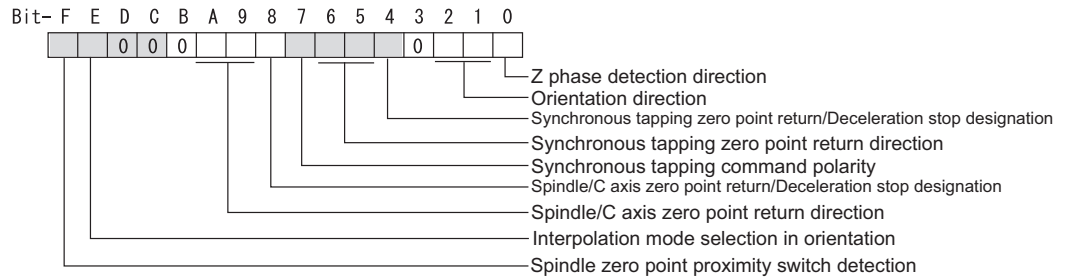 Bit- F E D C B A 9 8 7 6 5 4 3 2 1 0
0 0 0 0
Z phase detection direction
Orientation direction
Synchronous tapping zero point return/Deceleration stop designation
Synchronous tapping zero point return direction
Synchronous tapping command polarity
Spindle/C axis zero point return/Deceleration stop designation
Spindle/C axis zero point return direction
Interpolation mode selection in orientation
Spindle zero point proximity switch detection